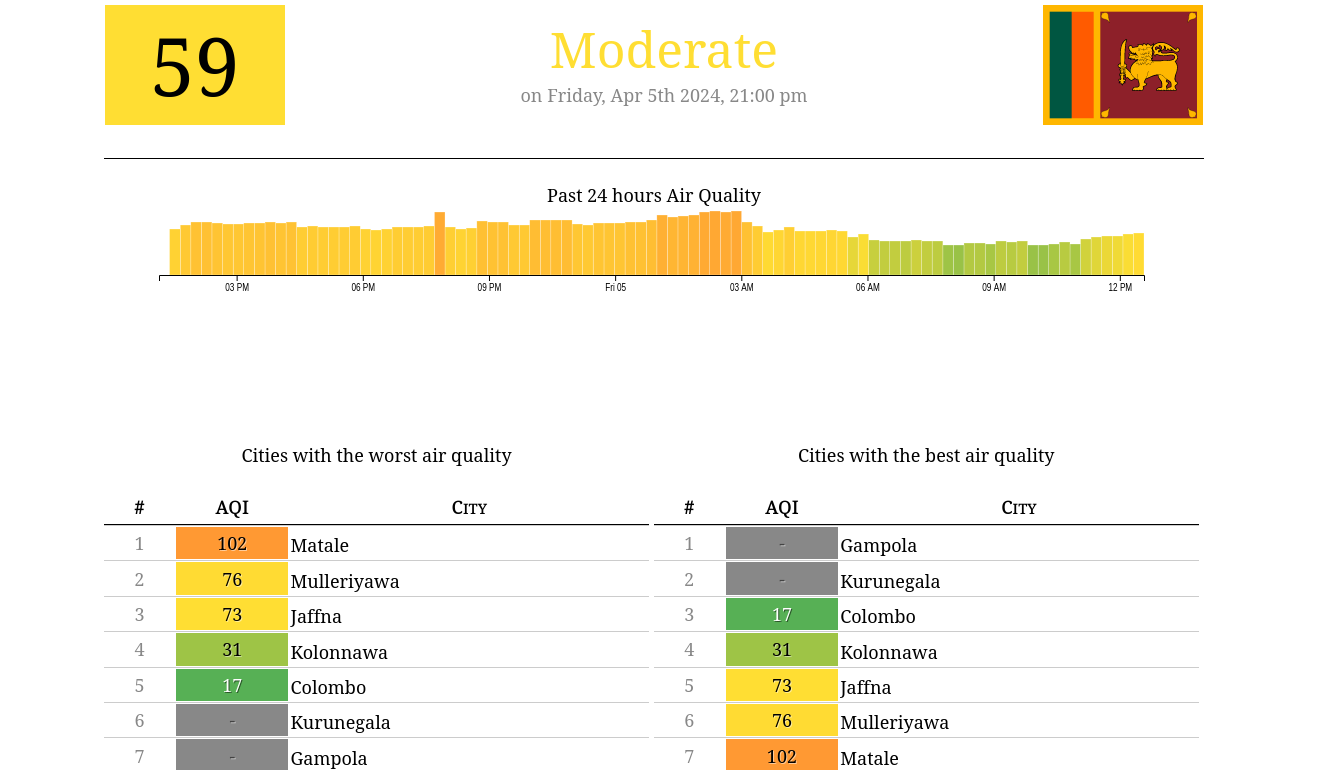 59
Moderate
on Friday, Apr 5th 2024, 21:00 pm
Past 24 hours Air Quality
03 PM 06 PM 09 PM Fri 05 03 AM 06 AM 09 AM 12 PM
Cities with the worst air quality
# AQI City
1 102 Matale
2 76 Mulleriyawa
3 73 Jaffna
4 31 Kolonnawa
5 17 Colombo
6 - Kurunegala
7 - Gampola
Cities with the best air quality
# AQI City
1 - Gampola
2 - Kurunegala
3 17 Colombo
4 31 Kolonnawa
5 73 Jaffna
6 76 Mulleriyawa
7 102 Matale